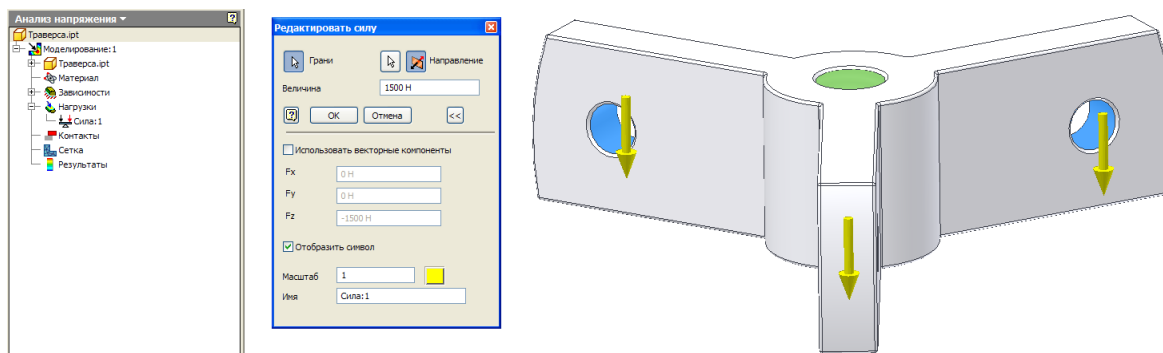 Анализ напряжения
Траверса.ipt
Моделирование:1
Траверса.ipt
Материал
Зависимости
Нагрузки
Сила:1
Контакты
Сетка
Результаты
Редактировать силу
Грани
Направление
Величина
1500 Н
ОК
Отмена
<<
Использовать векторные компоненты
Fx
0 Н
Fy
0 Н
Fz
-1500 Н
Отобразить символ
Масштаб
1
Имя
Сила:1